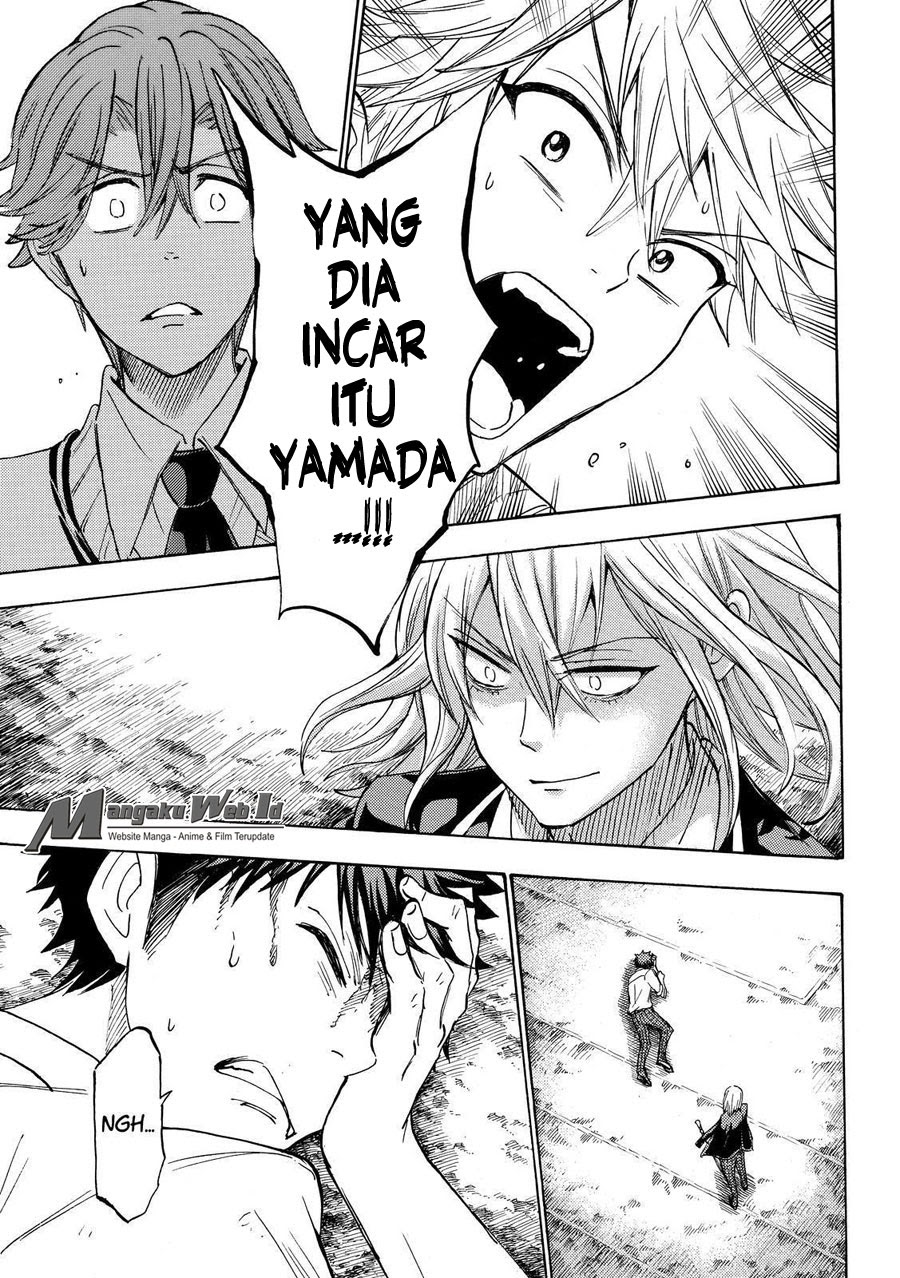 YANG
DIA
INCAR
ITU
YAMADA
...!!!
Mangaku.Web.Id
Website Manga - Anime & Film Terupdate
NGH...